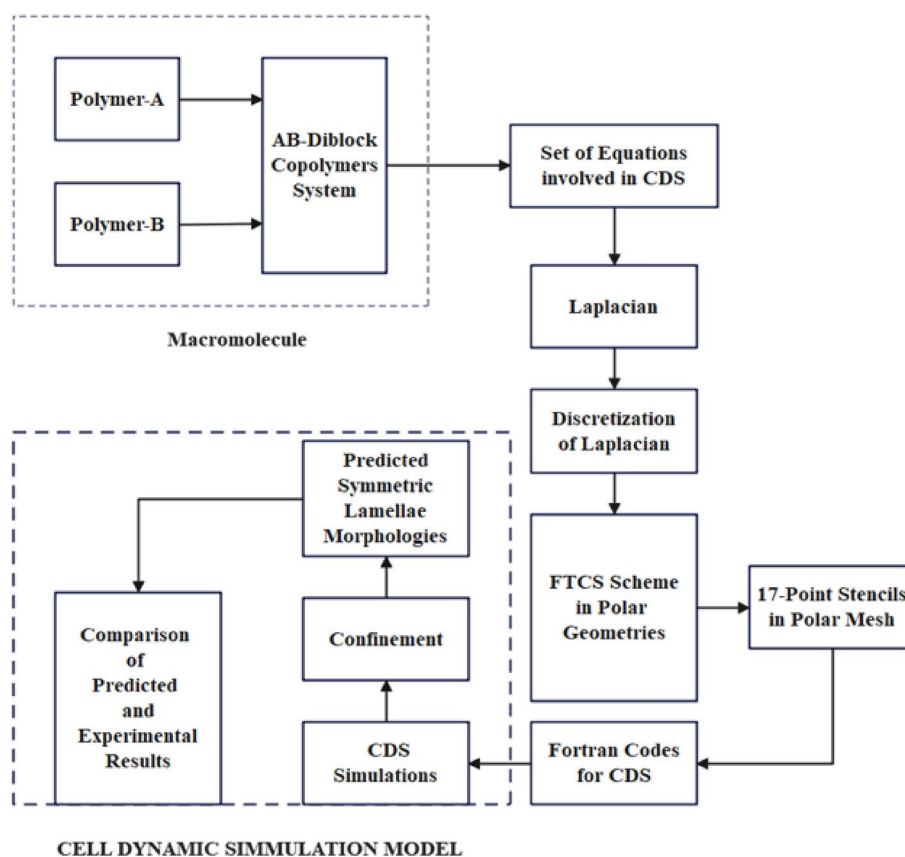 Polymer-A
Polymer-B
AB-Diblock
Copolymers
System
Macromolecule
Set of Equations
involved in CDS
Laplacian
Discretization
of Laplacian
FTCS Scheme
in Polar
Geometries
17-Point Stencils
in Polar Mesh
Fortran Codes
for CDS
CDS
Simulations
Confinement
Predicted
Symmetric
Lamellae
Morphologies
Comparison
of
Predicted
and
Experimental
Results
CELL DYNAMIC SIMMULATION MODEL